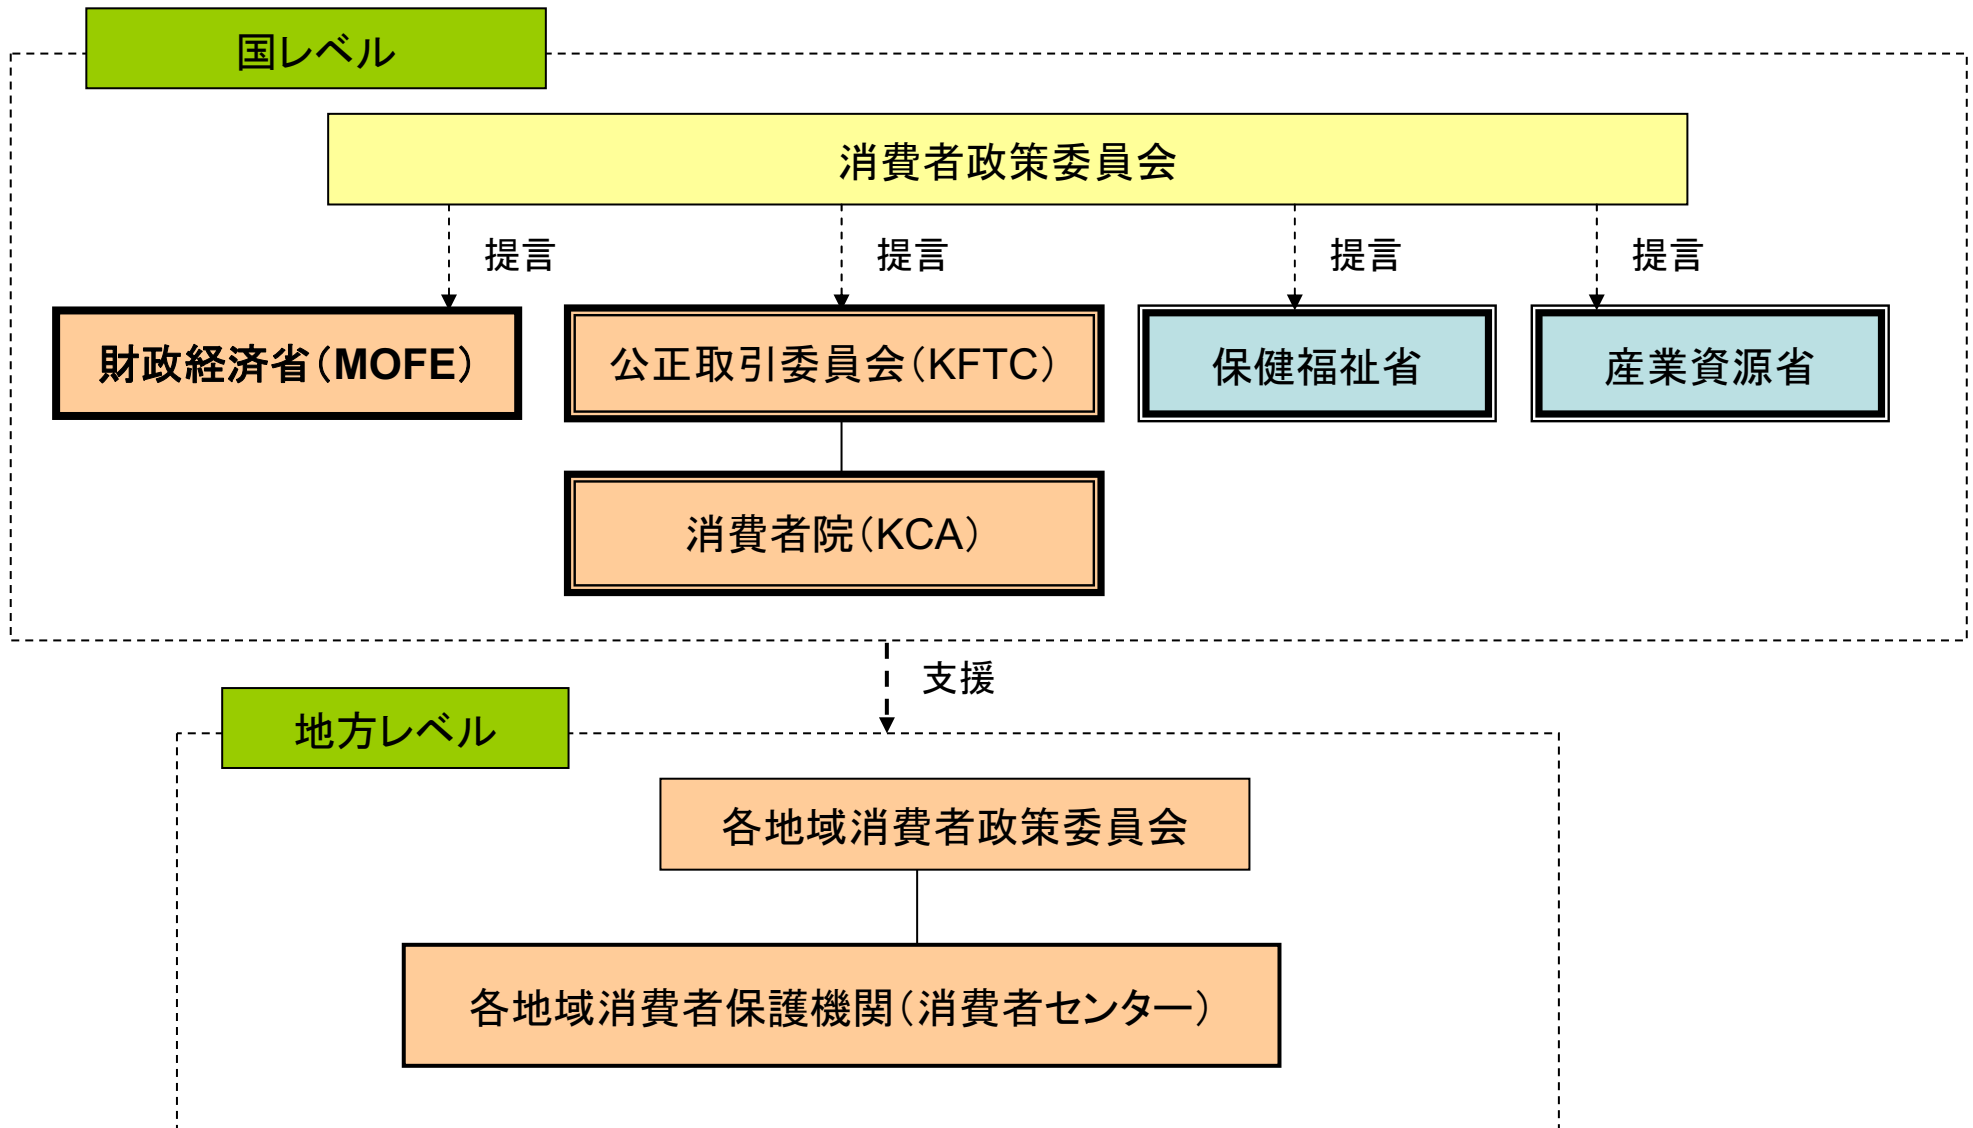 国レベル
消費者政策委員会
提言
提言
提言
提言
財政経済省（MOFE）
公正取引委員会（KFTC）
保健福祉省
産業資源省
消費者院（KCA）
支援
地方レベル
各地域消費者政策委員会
各地域消費者保護機関（消費者センター）